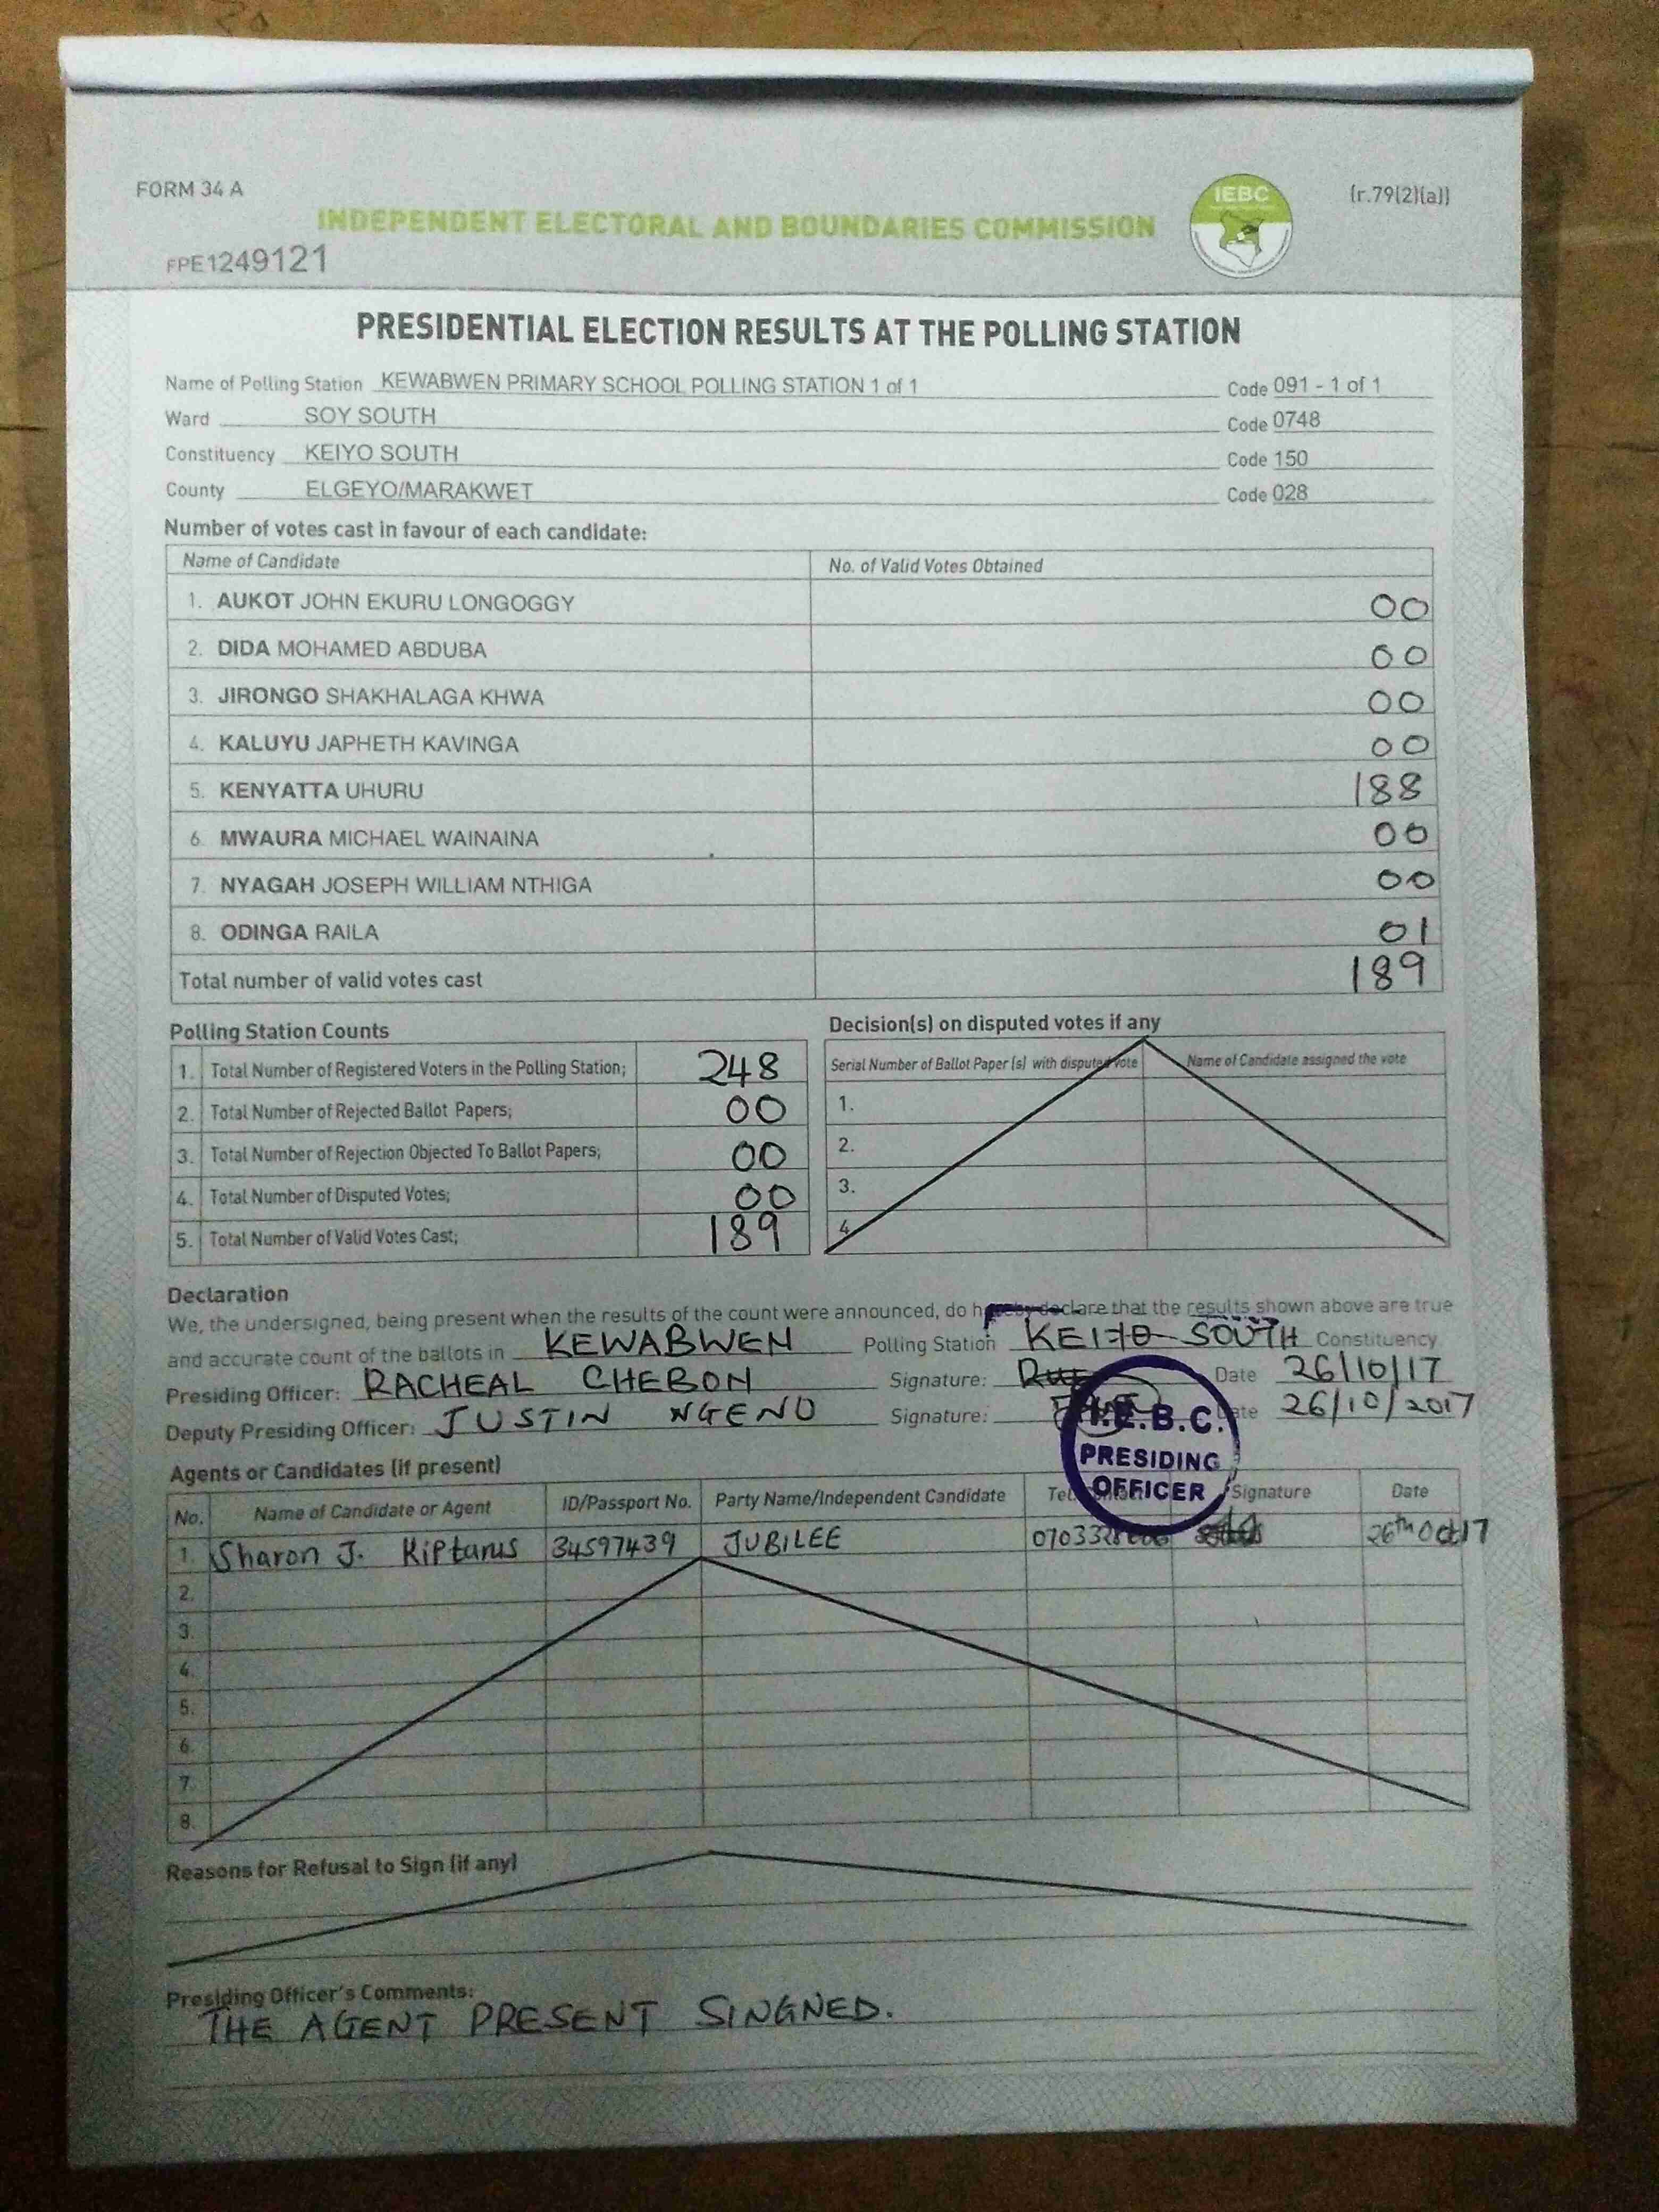 FORM 34 A
IEBC
(r.79(2)(a))
INDEPENDENT ELECTORAL AND BOUNDARIES COMMISSION
FPE1249121
PRESIDENTIAL ELECTION RESULTS AT THE POLLING STATION
Name of Polling Station KEWABWEN PRIMARY SCHOOL POLLING STATION 1 of 1 Code 091 - 1 of 1
Ward SOY SOUTH Code 0748
Constituency KEIYO SOUTH Code 150
County ELGEYO/MARAKWET Code 028
Number of votes cast in favour of each candidate:
Name of Candidate No. of Valid Votes Obtained
1. AUKOT JOHN EKURU LONGOGGY 00
2. DIDA MOHAMED ABDUBA 00
3. JIRONGO SHAKHALAGA KHWA 00
4. KALUYU JAPHETH KAVINGA 00
5. KENYATTA UHURU 188
6. MWAURA MICHAEL WAINAINA 00
7. NYAGAH JOSEPH WILLIAM NTHIGA 00
8. ODINGA RAILA 01
Total number of valid votes cast 189
Polling Station Counts
1. Total Number of Registered Voters in the Polling Station; 248
2. Total Number of Rejected Ballot Papers; 00
3. Total Number of Rejection Objected To Ballot Papers; 00
4. Total Number of Disputed Votes; 00
5. Total Number of Valid Votes Cast; 189
Decision(s) on disputed votes if any
Serial Number of Ballot Paper (s) with disputed vote Name of Candidate assigned the vote
1.
2.
3.
4.
Declaration
We, the undersigned, being present when the results of the count were announced, do hereby declare that the results shown above are true
and accurate count of the ballots in KEWABWEN Polling Station KEIYO SOUTH Constituency
Presiding Officer: RACHEAL CHEBON Signature: Date 26/10/17
Deputy Presiding Officer: JUSTIN NGENO Signature: Date 26/10/2017
I.E.B.C.
PRESIDING
OFFICER
Agents or Candidates (if present)
No. Name of Candidate or Agent ID/Passport No. Party Name/Independent Candidate Tel. Signature Date
1. Sharon J. Kiptarus 34597439 JUBILEE 26th Oct 17
2.
3.
4.
5.
6.
7.
8.
Reasons for Refusal to Sign (if any)
Presiding Officer's Comments:
THE AGENT PRESENT SINGNED.